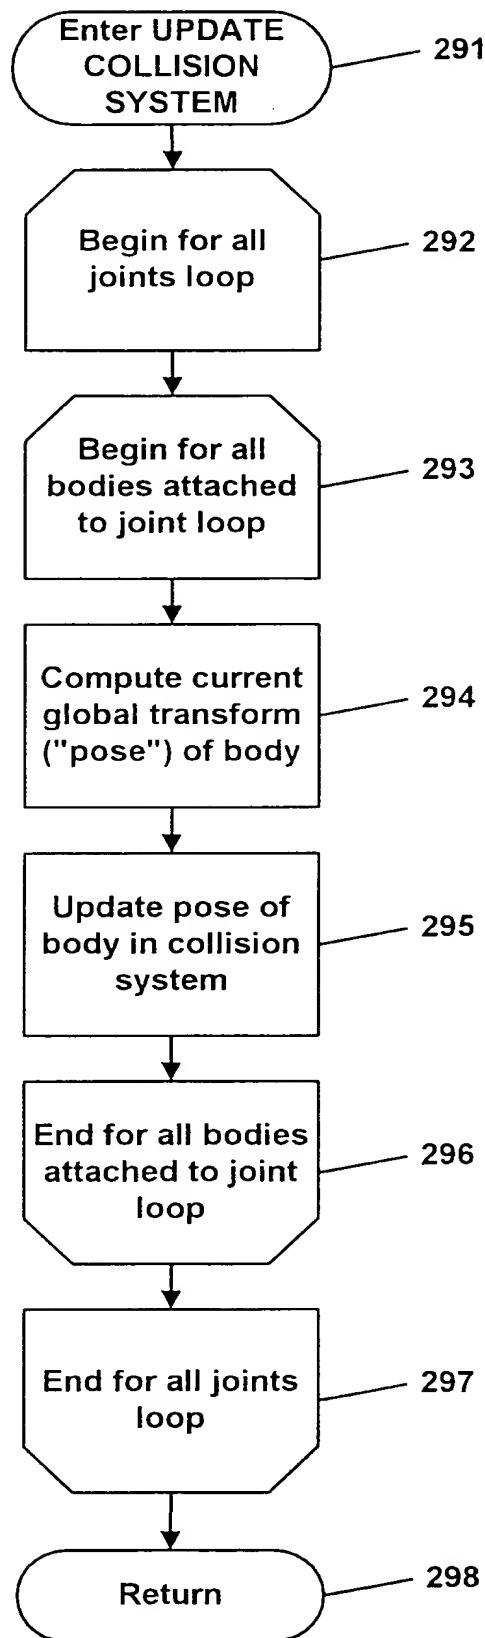 Enter UPDATE
COLLISION
SYSTEM
291
Begin for all
joints loop
292
Begin for all
bodies attached
to joint loop
293
Compute current
global transform
("pose") of body
294
Update pose of
body in collision
system
295
End for all bodies
attached to joint
loop
296
End for all joints
loop
297
Return
298